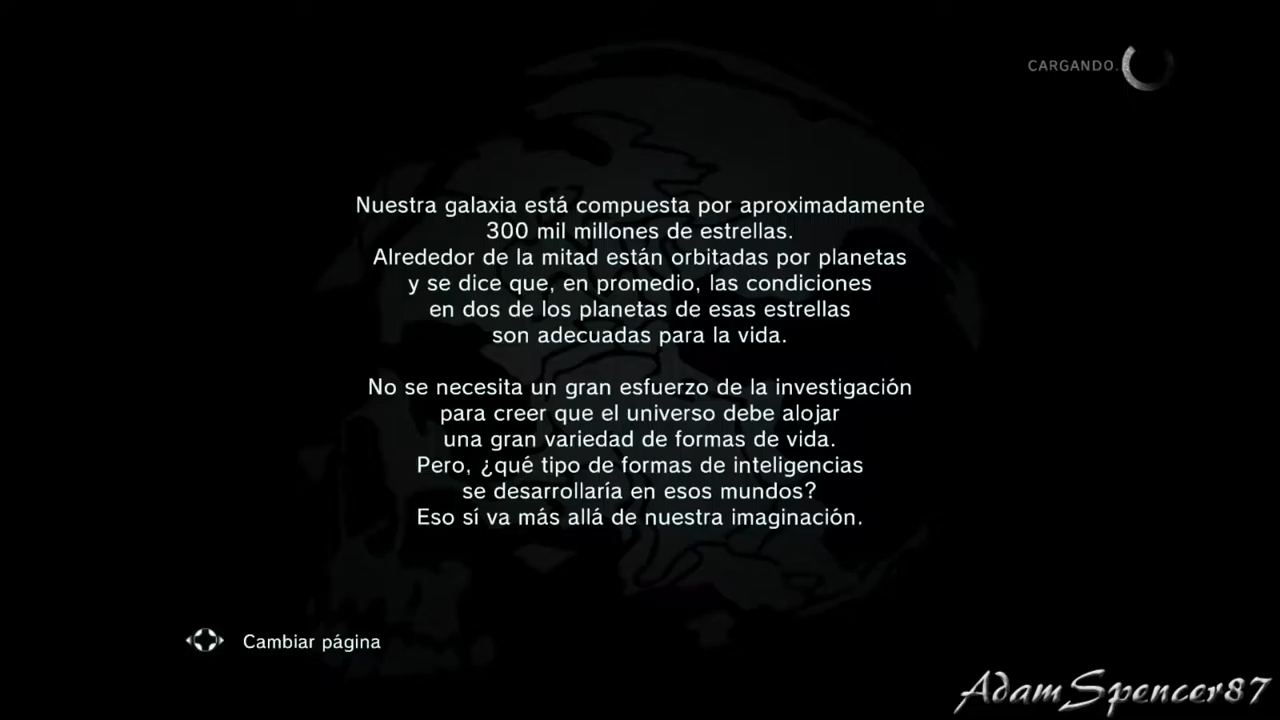 CARGANDO.
Nuestra galaxia está compuesta por aproximadamente
300 mil millones de estrellas.
Alrededor de la mitad están orbitadas por planetas
y se dice que, en promedio, las condiciones
en dos de los planetas de esas estrellas
son adecuadas para la vida.
No se necesita un gran esfuerzo de la investigación
para creer que el universo debe alojar
una gran variedad de formas de vida.
Pero, ¿qué tipo de formas de inteligencias
se desarrollaría en esos mundos?
Eso sí va más allá de nuestra imaginación.
Cambiar página
AdamSpencer87